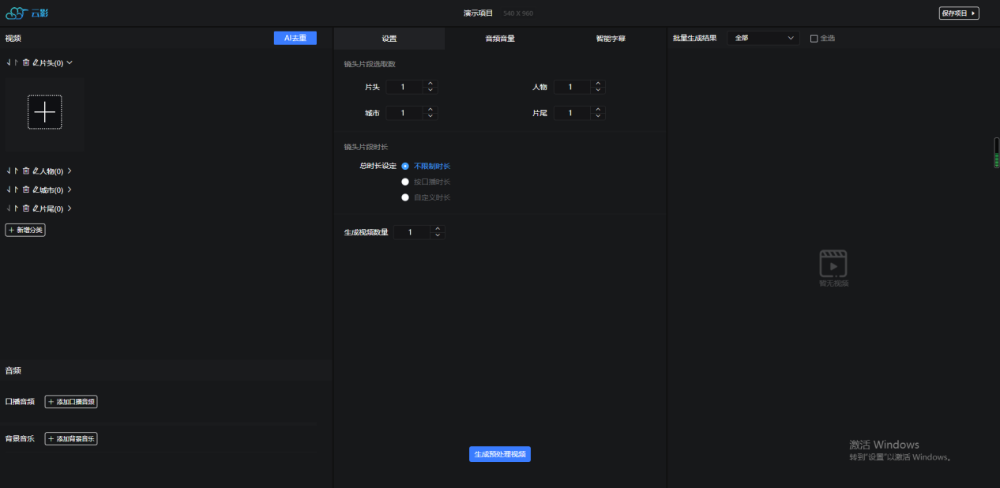 云影
演示项目 540 X 960
保存项目
视频
AI去重
片头(0)
人物(0)
城市(0)
片尾(0)
+ 新增分类
音频
口播音频
+ 添加口播音频
背景音乐
+ 添加背景音乐
设置
音频音量
智能字幕
镜头片段选取数
片头 1
人物 1
城市 1
片尾 1
镜头片段时长
总时长设定
不限制时长
按口播时长
自定义时长
生成视频数量 1
生成预处理视频
批量生成结果
全部
全选
暂无视频
激活 Windows
转到"设置"以激活 Windows。